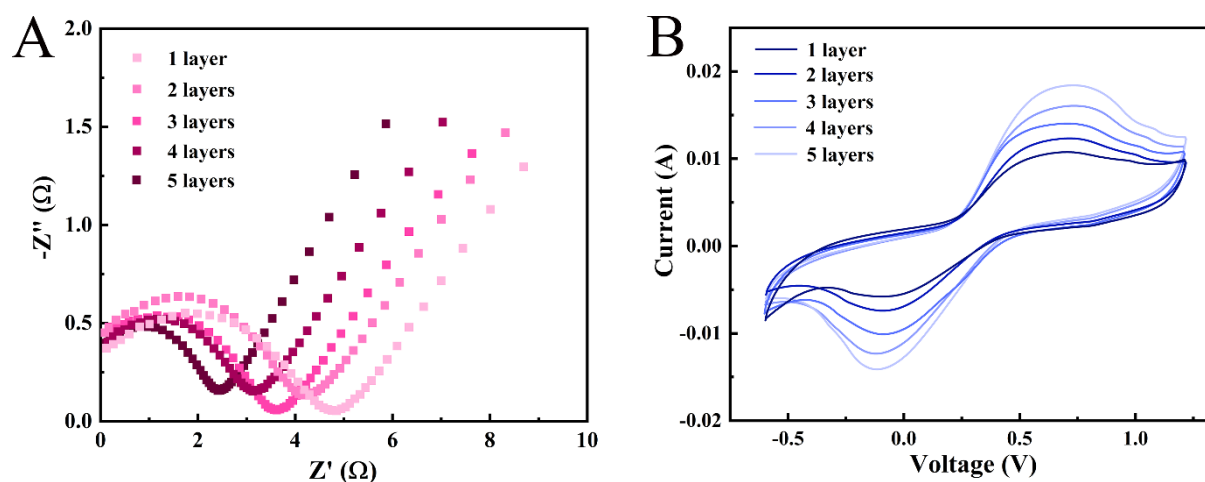 A
2.0
1.5
1.0
0.5
0.0
-Z'' (Ω)
1 layer
2 layers
3 layers
4 layers
5 layers
0 2 4 6 8 10
Z' (Ω)
B
0.02
0.01
0.00
-0.01
-0.02
Current (A)
1 layer
2 layers
3 layers
4 layers
5 layers
-0.5 0.0 0.5 1.0
Voltage (V)